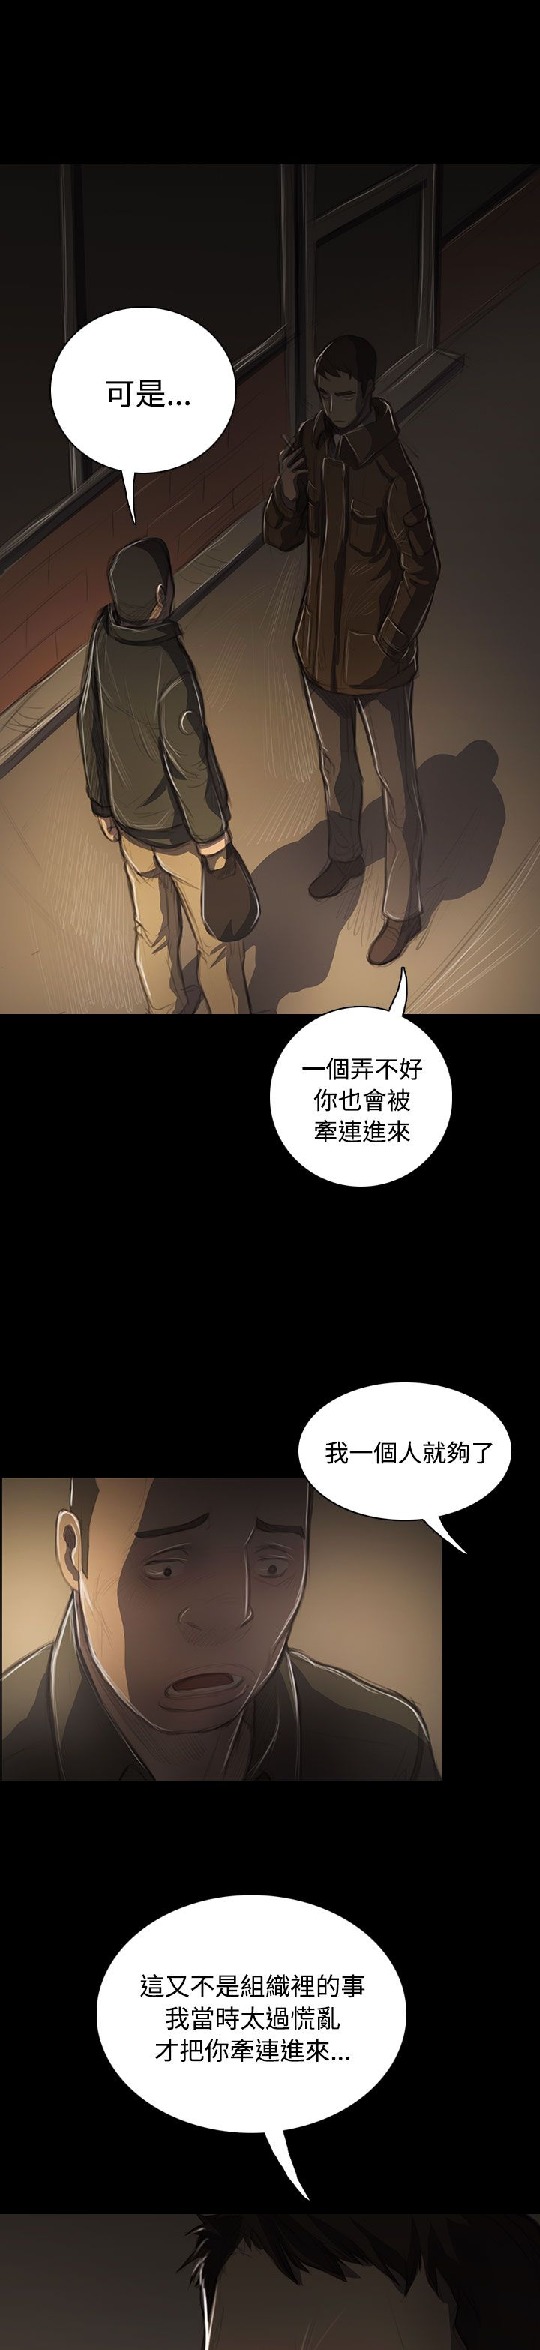 可是...
一個弄不好
你也會被
牽連進來
我一個人就夠了
這又不是組織裡的事
我當時太過慌亂
才把你牽連進來...